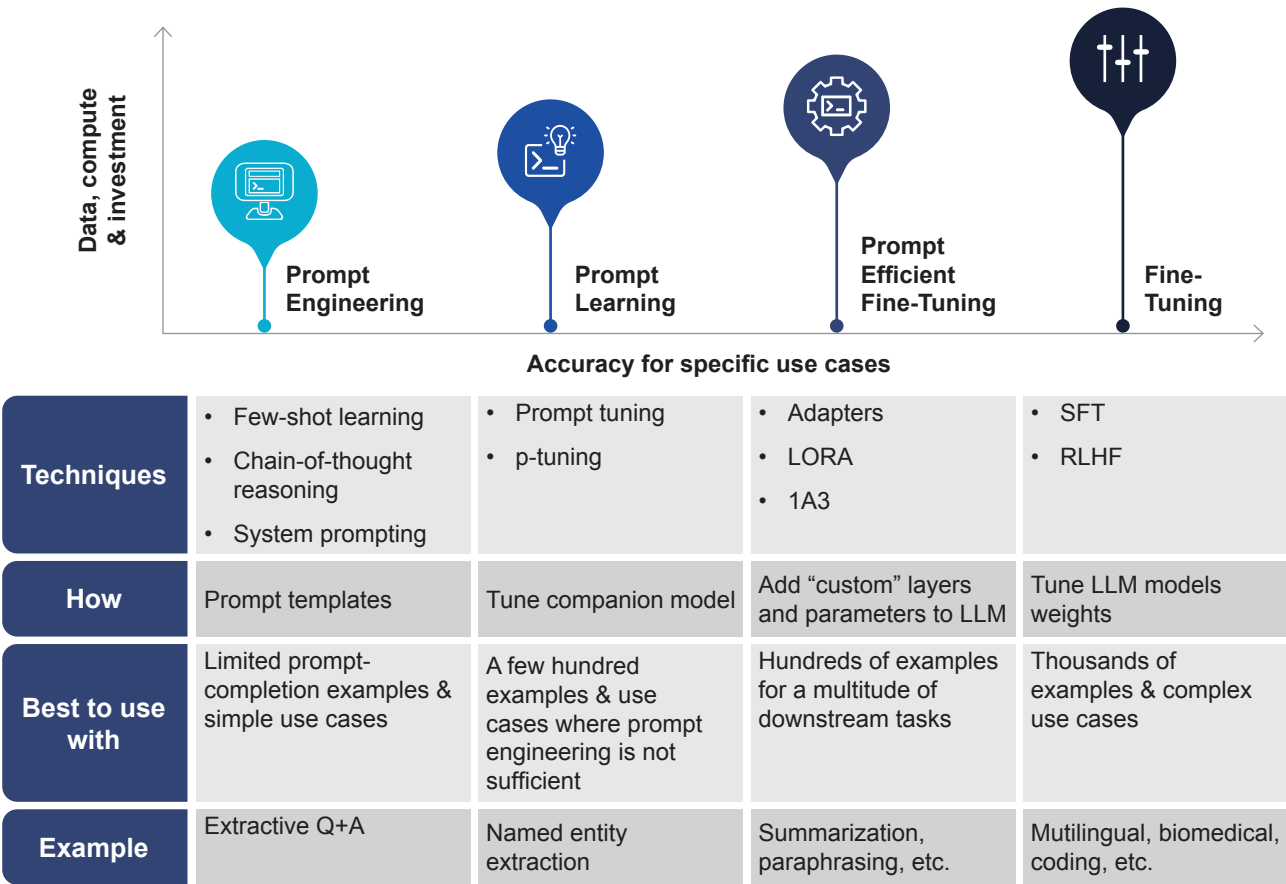 Data, compute
& investment
Prompt
Engineering
Prompt
Learning
Prompt
Efficient
Fine-Tuning
Fine-
Tuning
Accuracy for specific use cases
Techniques
• Few-shot learning
• Chain-of-thought
reasoning
• System prompting
• Prompt tuning
• p-tuning
• Adapters
• LORA
• 1A3
• SFT
• RLHF
How
Prompt templates
Tune companion model
Add “custom” layers
and parameters to LLM
Tune LLM models
weights
Best to use
with
Limited prompt-
completion examples &
simple use cases
A few hundred
examples & use
cases where prompt
engineering is not
sufficient
Hundreds of examples
for a multitude of
downstream tasks
Thousands of
examples & complex
use cases
Example
Extractive Q+A
Named entity
extraction
Summarization,
paraphrasing, etc.
Mutilingual, biomedical,
coding, etc.